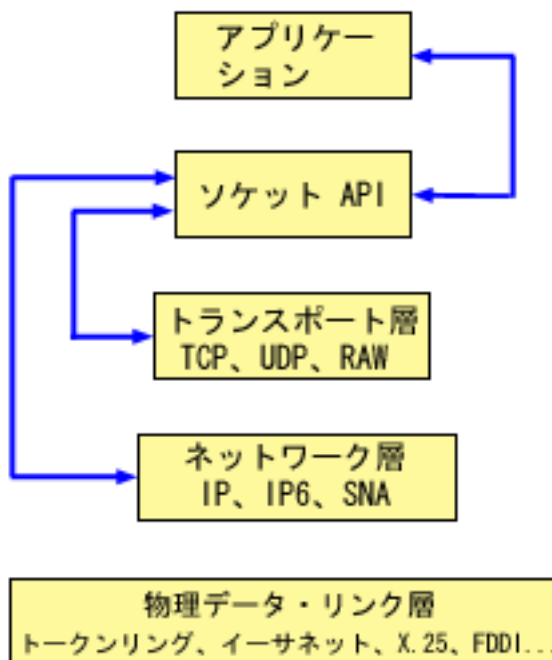 アプリケー
ション
ソケット API
トランスポート層
TCP、UDP、RAW
ネットワーク層
IP、IP6、SNA
物理データ・リンク層
トークンリング、イーサネット、X.25、FDDI...